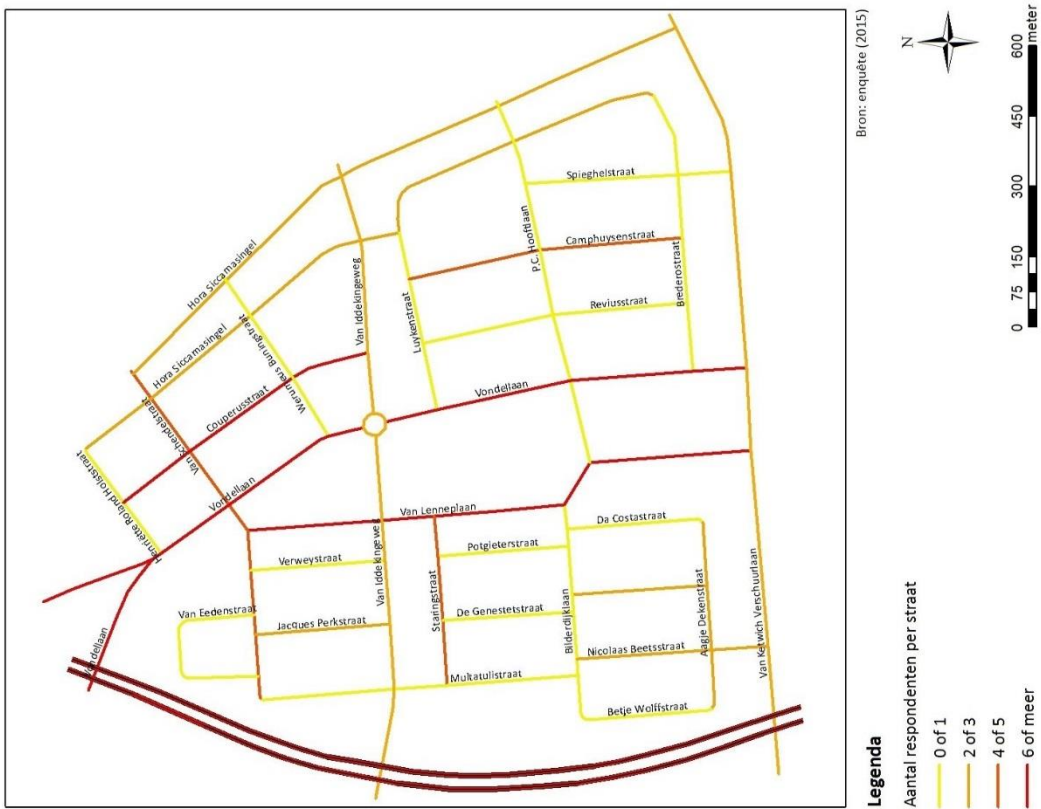 Hora Siccamasingel
Hora Siccamasingel
Henriëtte Roland Holststraat
Van Schendelstraat
Couperusstraat
Werumeus Buningstraat
Vondellaan
Vondellaan
Van Iddekingeweg
Van Eedenstraat
Verweystraat
Jacques Perkstraat
Van Iddekingeweg
Luykenstraat
Vondellaan
P.C. Hooftlaan
Spieghelstraat
Camphuysenstraat
Reviusstraat
Brederostraat
Van Lenneplaan
Staringstraat
Potgieterstraat
De Genestetstraat
Multatulistraat
Bilderdijklaan
Da Costastraat
Nicolaas Beetsstraat
Aagje Dekenstraat
Betje Wolffstraat
Van Ketwich Verschuurlaan
Bron: enquête (2015)
N
Legenda
Aantal respondenten per straat
0 of 1
2 of 3
4 of 5
6 of meer
0 75 150 300 450 600
meter